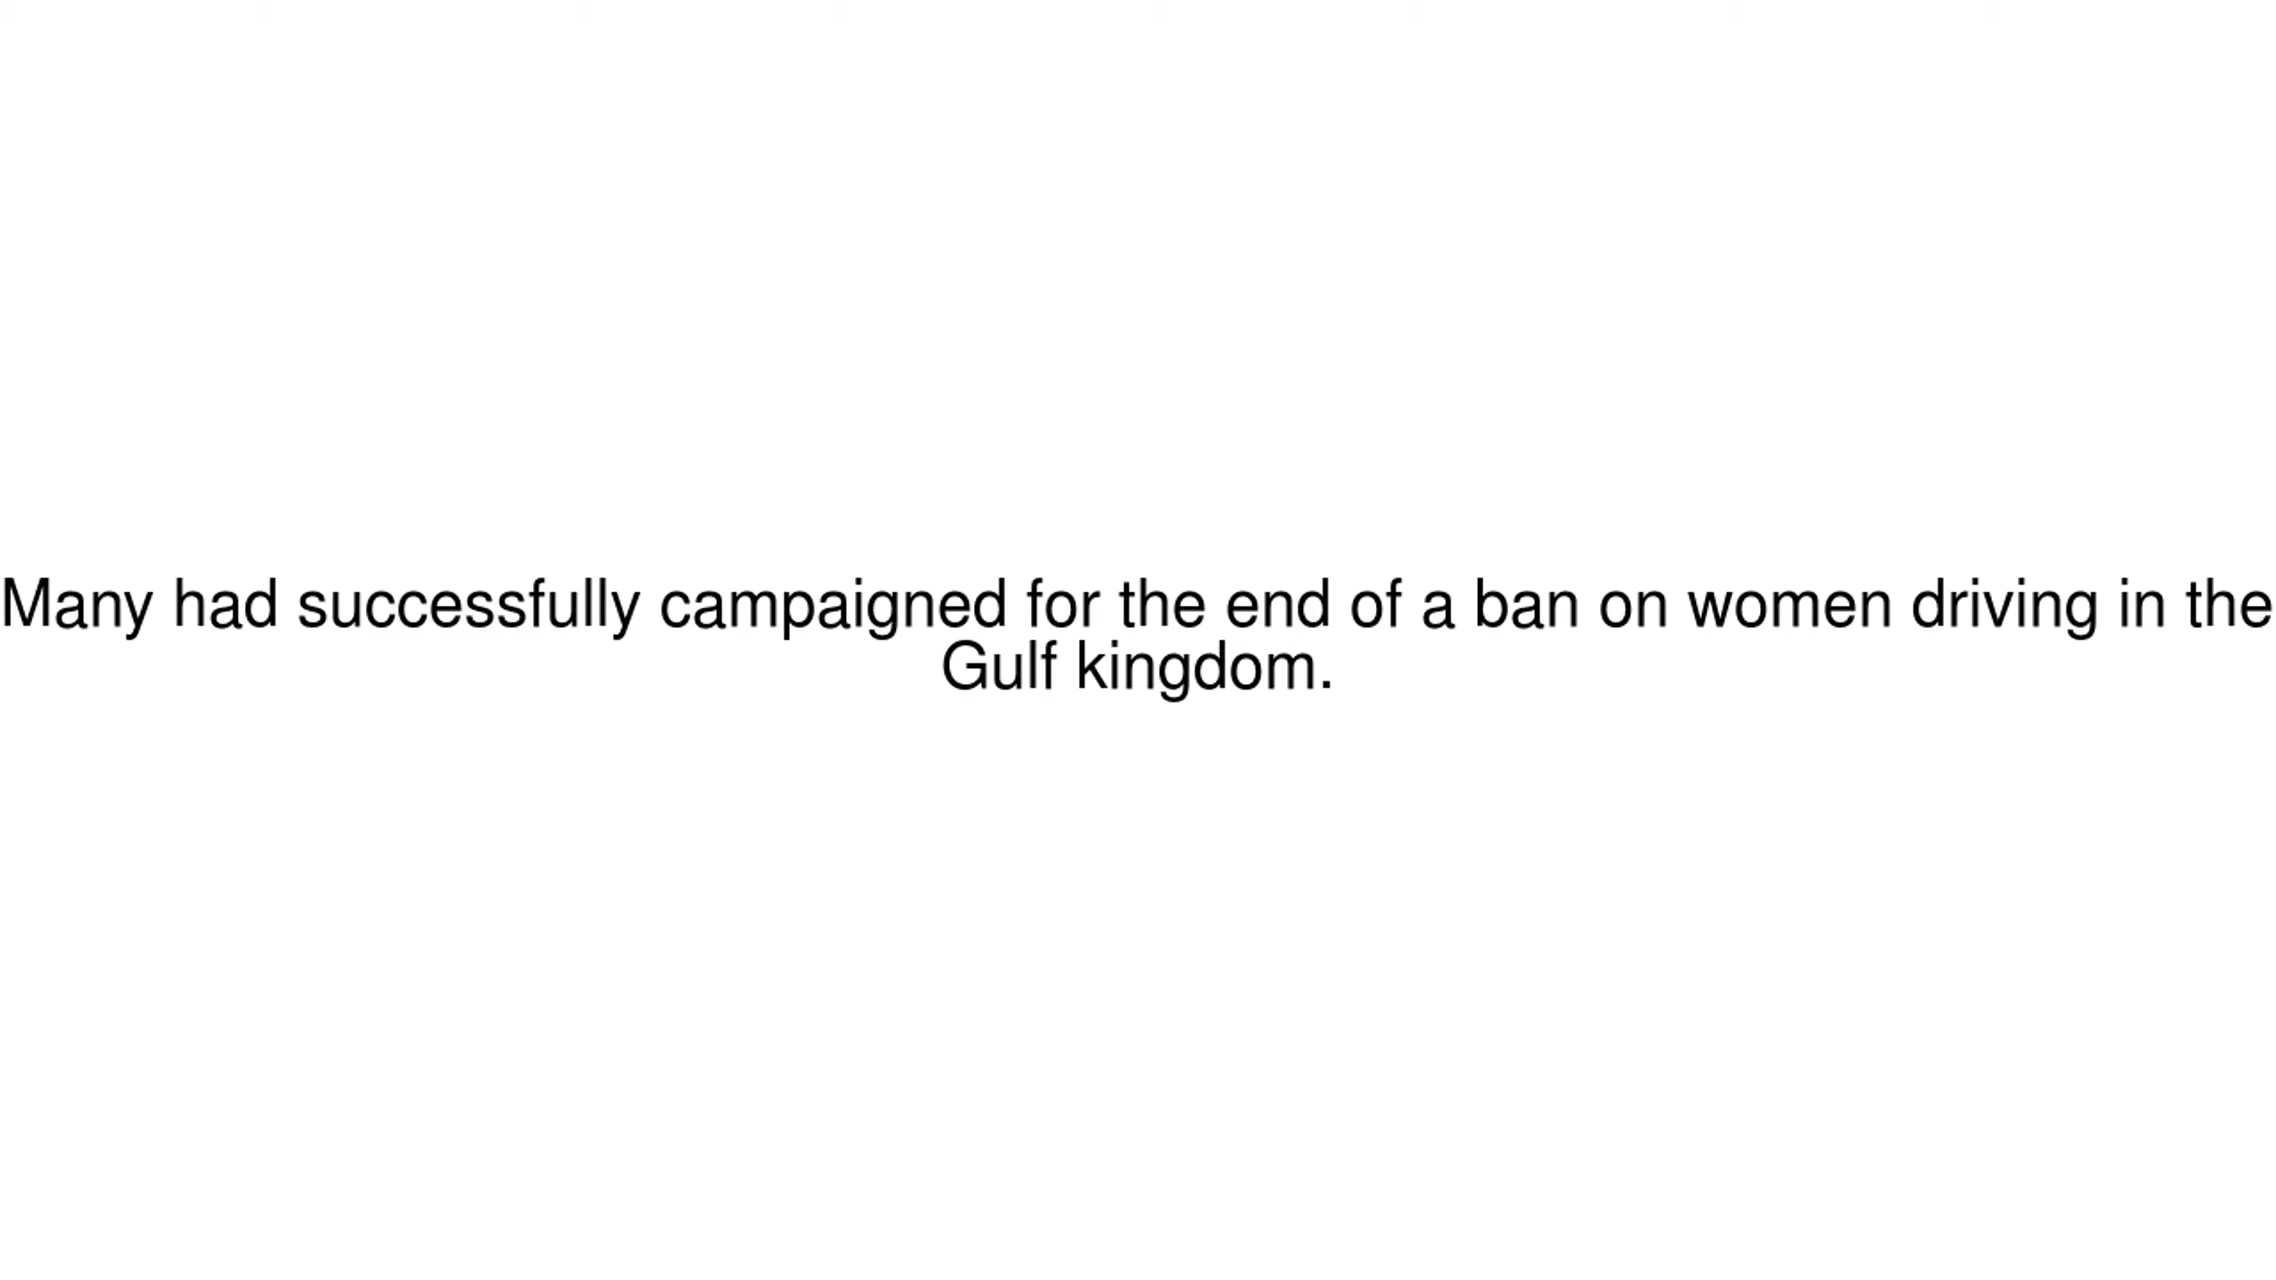 Many had successfully campaigned for the end of a ban on women driving in the
Gulf kingdom.